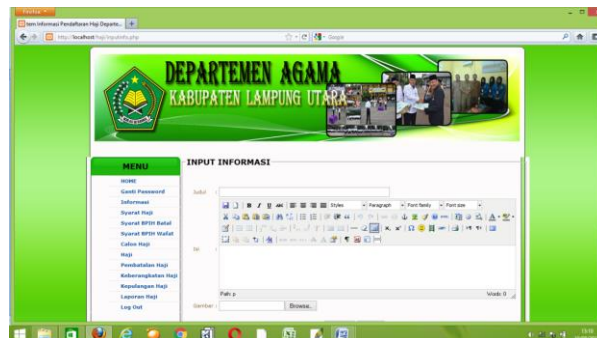 Firefox
tem Informasi Pendaftaran Haji Departe...
http://localhost/haji/inputinfo.php
Google
DEPARTEMEN AGAMA
KABUPATEN LAMPUNG UTARA
MENU
HOME
Ganti Password
Informasi
Syarat Haji
Syarat BPIH Batal
Syarat BPIH Wafat
Calon Haji
Haji
Pembatalan Haji
Keberangkatan Haji
Kepulangan Haji
Laporan Haji
Log Out
INPUT INFORMASI
Judul :
Styles Paragraph Font family Font size
Isi :
Path: p Words: 0
Gambar : Browse..